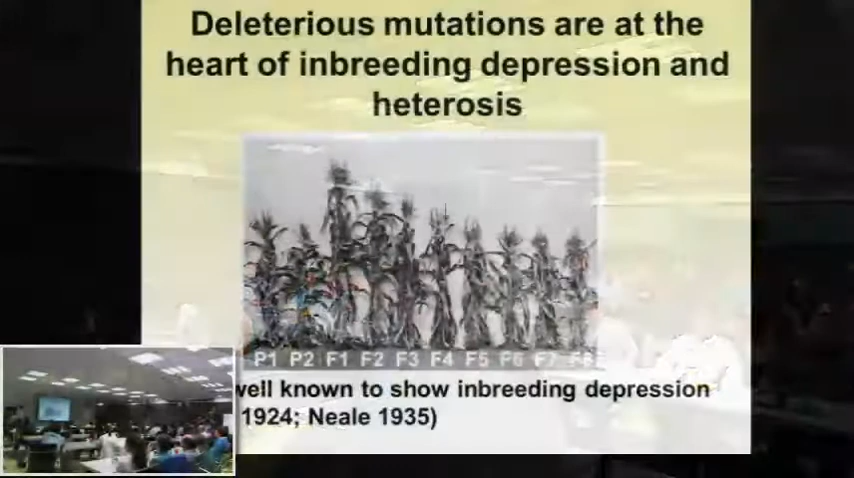 Deleterious mutations are at the
heart of inbreeding depression and
heterosis
P1 P2 F1 F2 F3 F4 F5 F6 F7 F8
well known to show inbreeding depression
1924; Neale 1935)